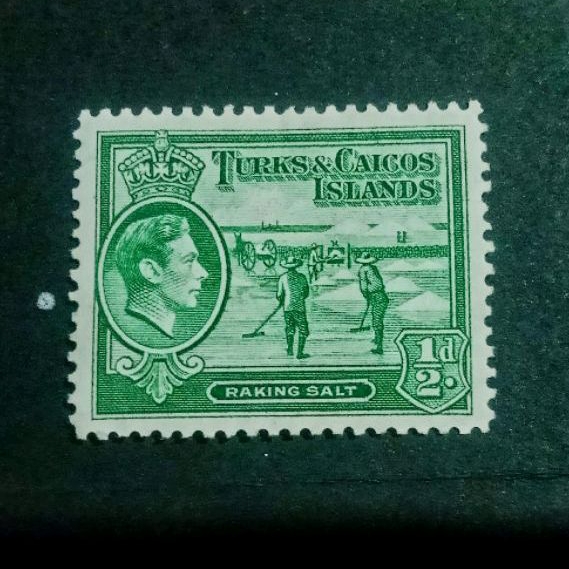 TURKS & CAICOS
ISLANDS
1/2d.
RAKING SALT